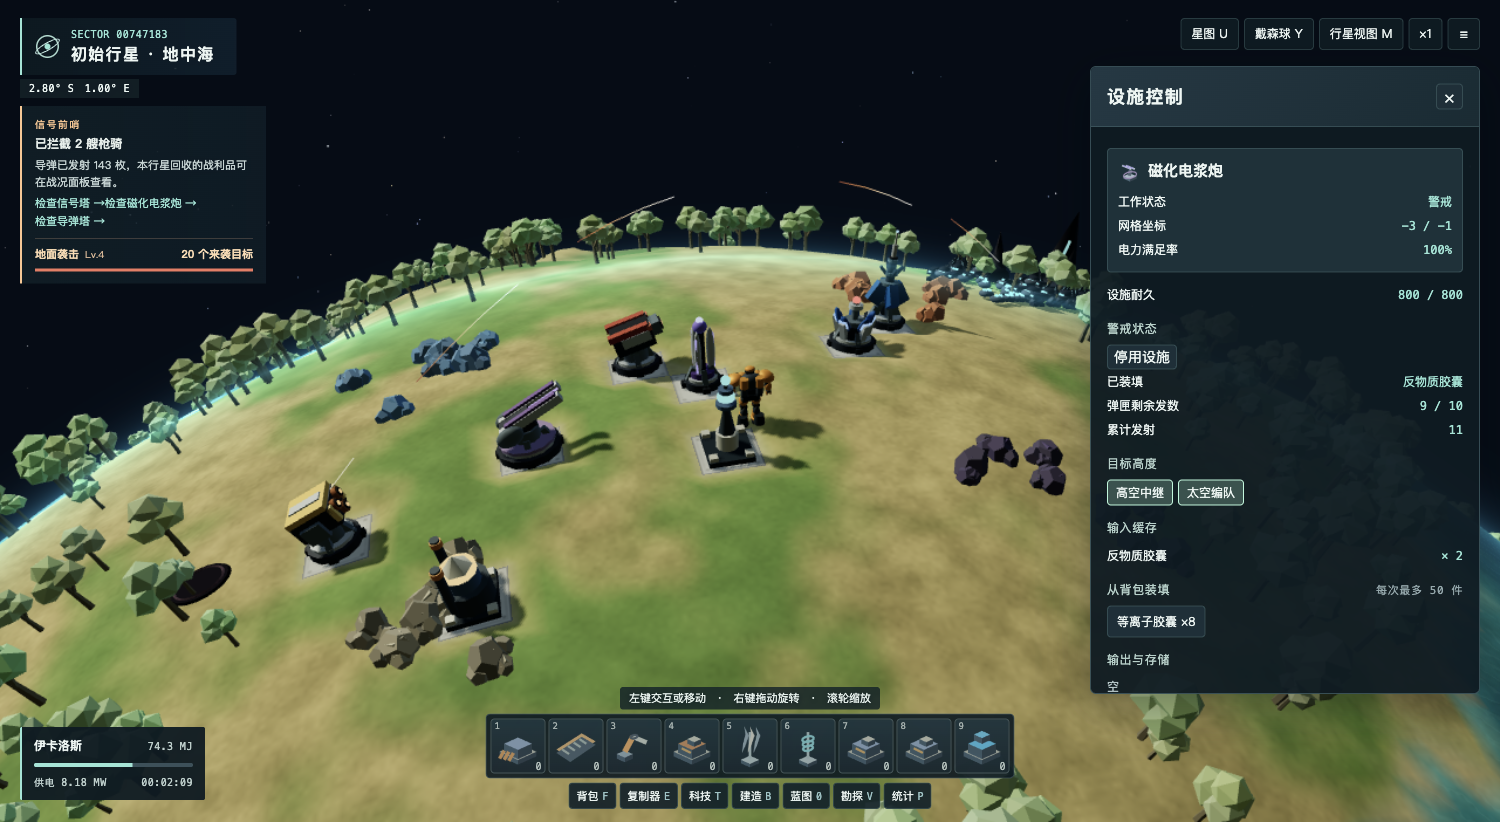 SECTOR 00747183
初始行星 · 地中海
2.80° S 1.00° E
信号前哨
已拦截 2 艘枪骑
导弹已发射 143 枚，本行星回收的战利品可
在战况面板查看。
检查信号塔 →检查磁化电浆炮 →
检查导弹塔 →
地面袭击 Lv.4 20 个来袭目标
星图 U 戴森球 Y 行星视图 M ×1 ≡
设施控制 ×
磁化电浆炮
工作状态 警戒
网格坐标 −3 / −1
电力满足率 100%
设施耐久 800 / 800
警戒状态
停用设施
已装填 反物质胶囊
弹匣剩余发数 9 / 10
累计发射 11
目标高度
高空中继 太空编队
输入缓存
反物质胶囊 × 2
从背包装填 每次最多 50 件
等离子胶囊 ×8
输出与存储
空
左键交互或移动 · 右键拖动旋转 · 滚轮缩放
1 2 3 4 5 6 7 8 9
0 0 0 0 0 0 0 0 0
背包 F 复制器 E 科技 T 建造 B 蓝图 0 勘探 V 统计 P
伊卡洛斯 74.3 MJ
供电 8.18 MW 00:02:09